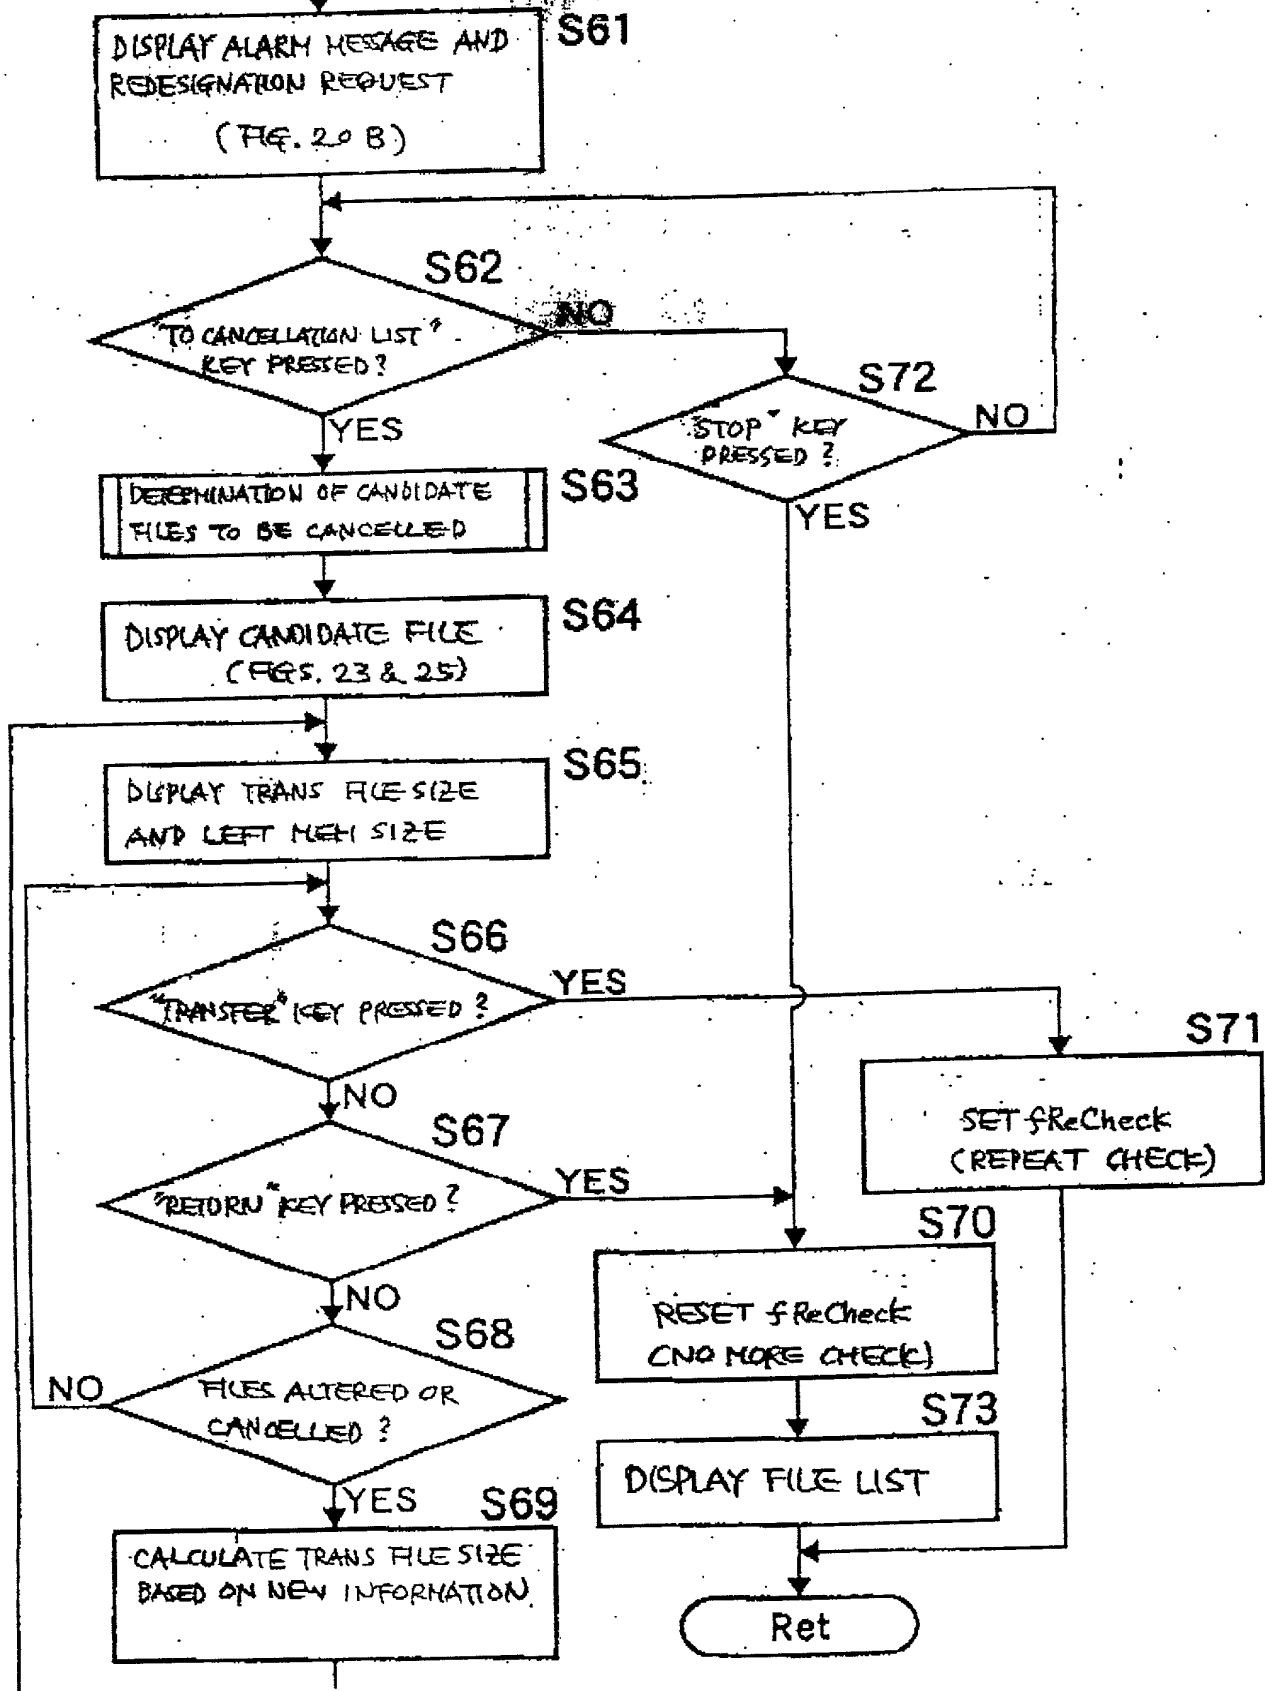 S61
DISPLAY ALARM MESSAGE AND
REDESIGNATION REQUEST
(FIG. 20 B)
S62
"TO CANCELLATION LIST"
KEY PRESSED?
NO
YES
S72
"STOP" KEY
PRESSED?
NO
YES
S63
DETERMINATION OF CANDIDATE
FILES TO BE CANCELLED
S64
DISPLAY CANDIDATE FILE
(FIGS. 23 & 25)
S65
DISPLAY TRANS FILE SIZE
AND LEFT MEM SIZE
S66
"TRANSFER" KEY PRESSED?
YES
NO
S71
SET fReCheck
(REPEAT CHECK)
S67
"RETURN" KEY PRESSED?
YES
NO
S70
RESET fReCheck
(NO MORE CHECK)
S68
FILES ALTERED OR
CANCELLED?
NO
YES
S73
DISPLAY FILE LIST
S69
CALCULATE TRANS FILE SIZE
BASED ON NEW INFORMATION
Ret